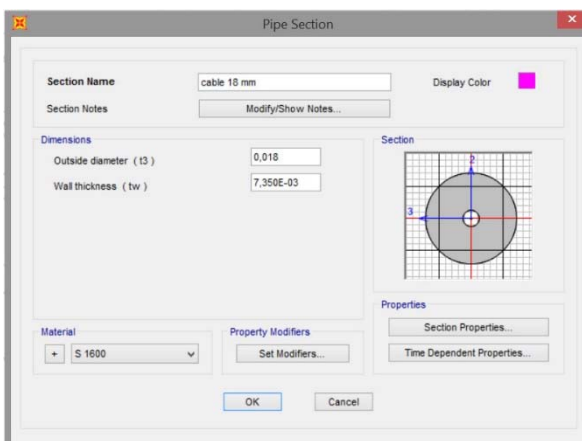 Pipe Section
Section Name cable 18 mm Display Color
Section Notes Modify/Show Notes...
Dimensions
Outside diameter ( t3 ) 0,018
Wall thickness ( tw ) 7,350E-03
Section
2
3
Properties
Section Properties...
Time Dependent Properties...
Material
+ S 1600
Property Modifiers
Set Modifiers...
OK Cancel